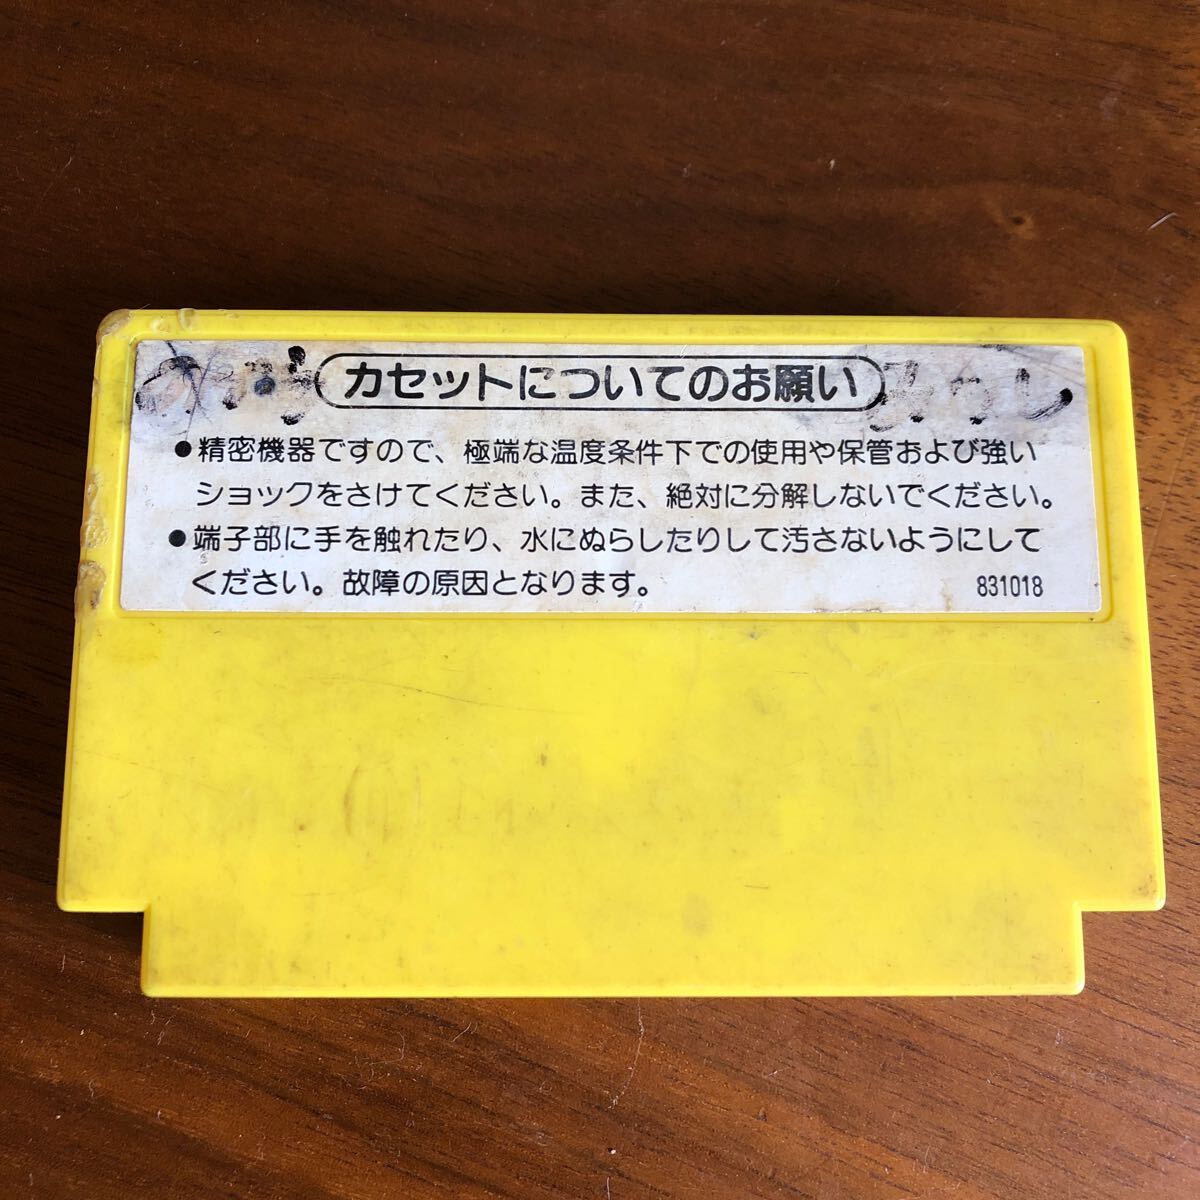 カセットについてのお願い
●精密機器ですので、極端な温度条件下での使用や保管および強い
ショックをさけてください。また、絶対に分解しないでください。
●端子部に手を触れたり、水にぬらしたりして汚さないようにして
ください。故障の原因となります。 831018